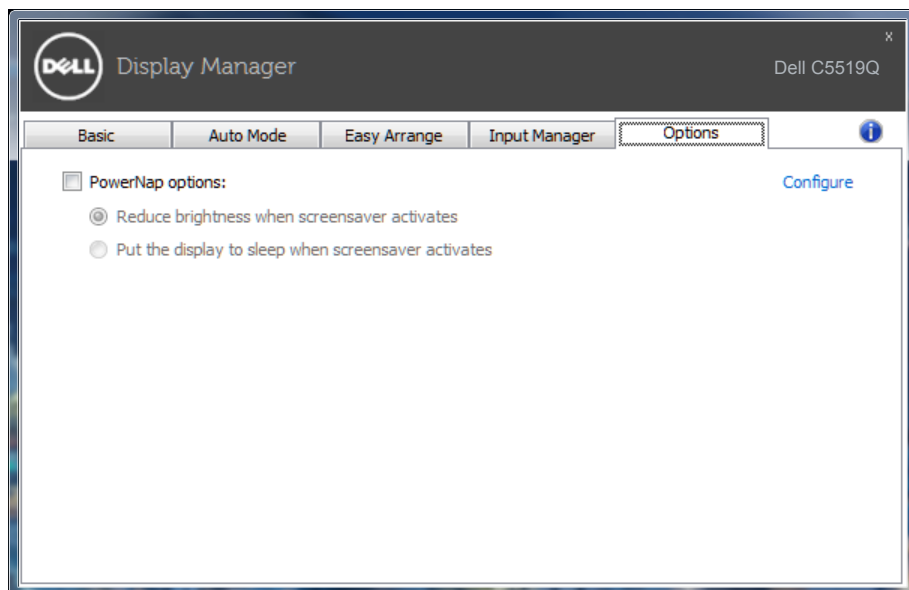 DELL Display Manager
x
Dell C5519Q
Basic Auto Mode Easy Arrange Input Manager Options i
PowerNap options: Configure
Reduce brightness when screensaver activates
Put the display to sleep when screensaver activates